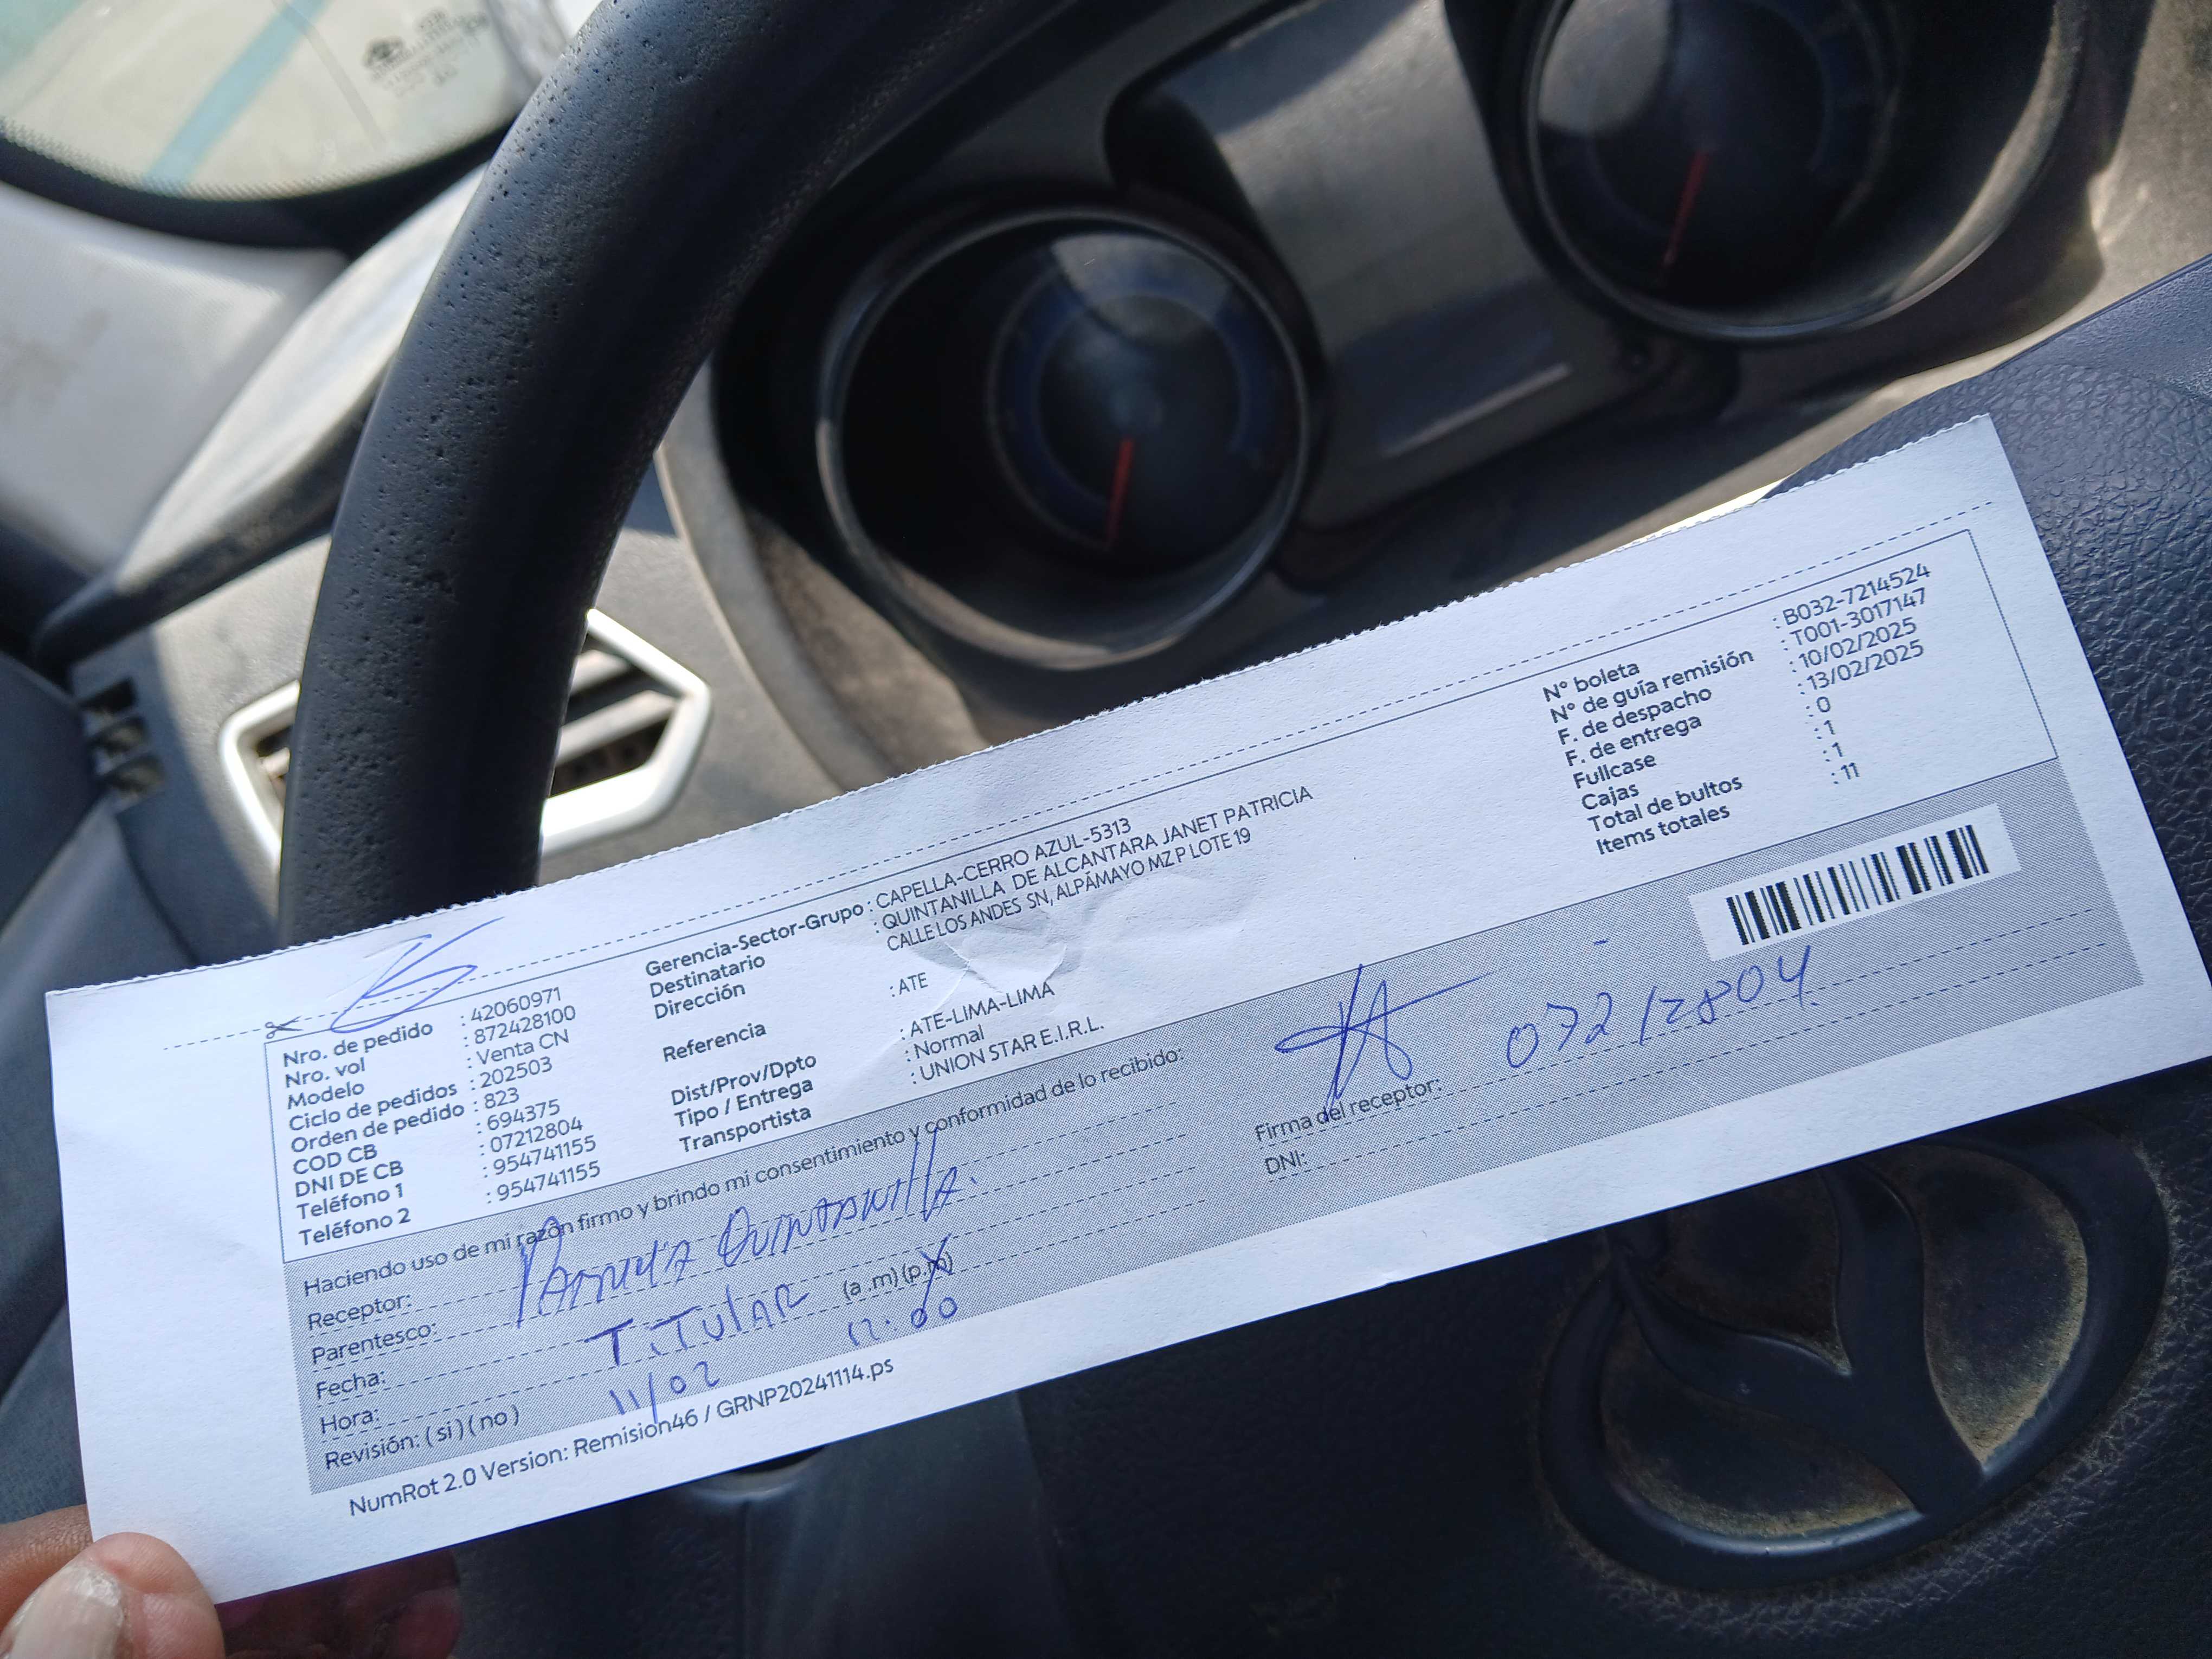 Nro. de pedido : 42060971
Nro. vol : 872428100
Modelo : Venta CN
Ciclo de pedidos : 202503
Orden de pedido : 823
COD CB : 694375
DNI DE CB : 07212804
Teléfono 1 : 954741155
Teléfono 2 : 954741155
Gerencia-Sector-Grupo : CAPELLA-CERRO AZUL-5313
Destinatario : QUINTANILLA DE ALCANTARA JANET PATRICIA
Dirección CALLE LOS ANDES SN, ALPÁMAYO MZ P LOTE 19
Referencia : ATE
Dist/Prov/Dpto : ATE-LIMA-LIMA
Tipo / Entrega : Normal
Transportista : UNION STAR E.I.R.L.
N° boleta : B032-7214524
N° de guía remisión : T001-3017147
F. de despacho : 10/02/2025
F. de entrega : 13/02/2025
Fullcase : 0
Cajas : 1
Total de bultos : 1
Items totales : 11
Haciendo uso de mi razón firmo y brindo mi consentimiento y conformidad de lo recibido:
Receptor: QUINTANILLA.
Parentesco: TITULAR
Fecha: 11/02
Hora: (a .m) (p.m) 12:00
Revisión: ( si ) ( no )
Firma del receptor:
DNI: 07212804
NumRot 2.0 Version: Remision46 / GRNP20241114.ps